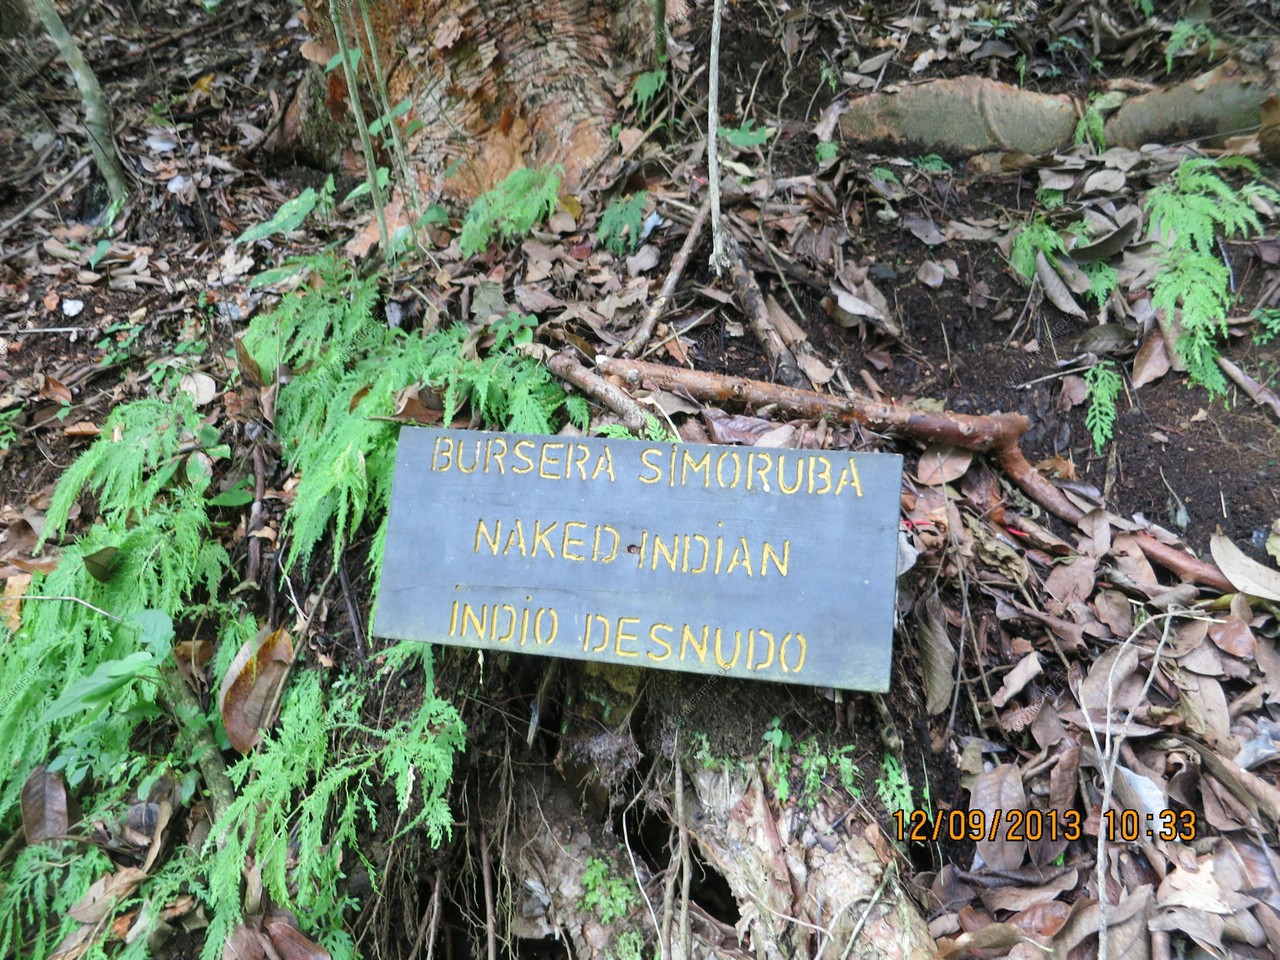 BURSERA SIMORUBA
NAKED INDIAN
INDIO DESNUDO
12/09/2013 10:33